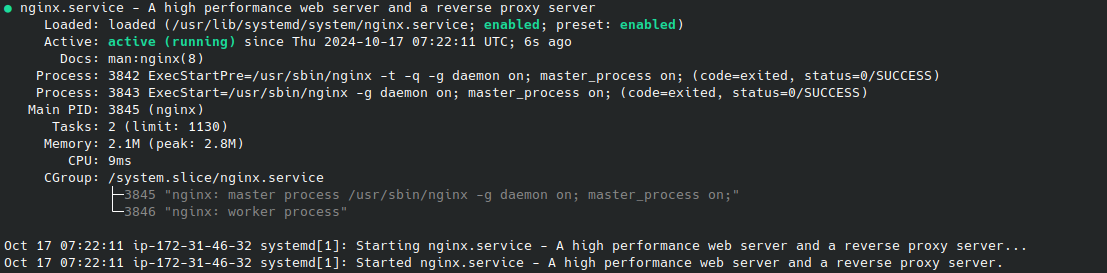 ● nginx.service - A high performance web server and a reverse proxy server
     Loaded: loaded (/usr/lib/systemd/system/nginx.service; enabled; preset: enabled)
     Active: active (running) since Thu 2024-10-17 07:22:11 UTC; 6s ago
       Docs: man:nginx(8)
    Process: 3842 ExecStartPre=/usr/sbin/nginx -t -q -g daemon on; master_process on; (code=exited, status=0/SUCCESS)
    Process: 3843 ExecStart=/usr/sbin/nginx -g daemon on; master_process on; (code=exited, status=0/SUCCESS)
   Main PID: 3845 (nginx)
      Tasks: 2 (limit: 1130)
     Memory: 2.1M (peak: 2.8M)
        CPU: 9ms
     CGroup: /system.slice/nginx.service
             ├─3845 "nginx: master process /usr/sbin/nginx -g daemon on; master_process on;"
             └─3846 "nginx: worker process"

Oct 17 07:22:11 ip-172-31-46-32 systemd[1]: Starting nginx.service - A high performance web server and a reverse proxy server...
Oct 17 07:22:11 ip-172-31-46-32 systemd[1]: Started nginx.service - A high performance web server and a reverse proxy server.